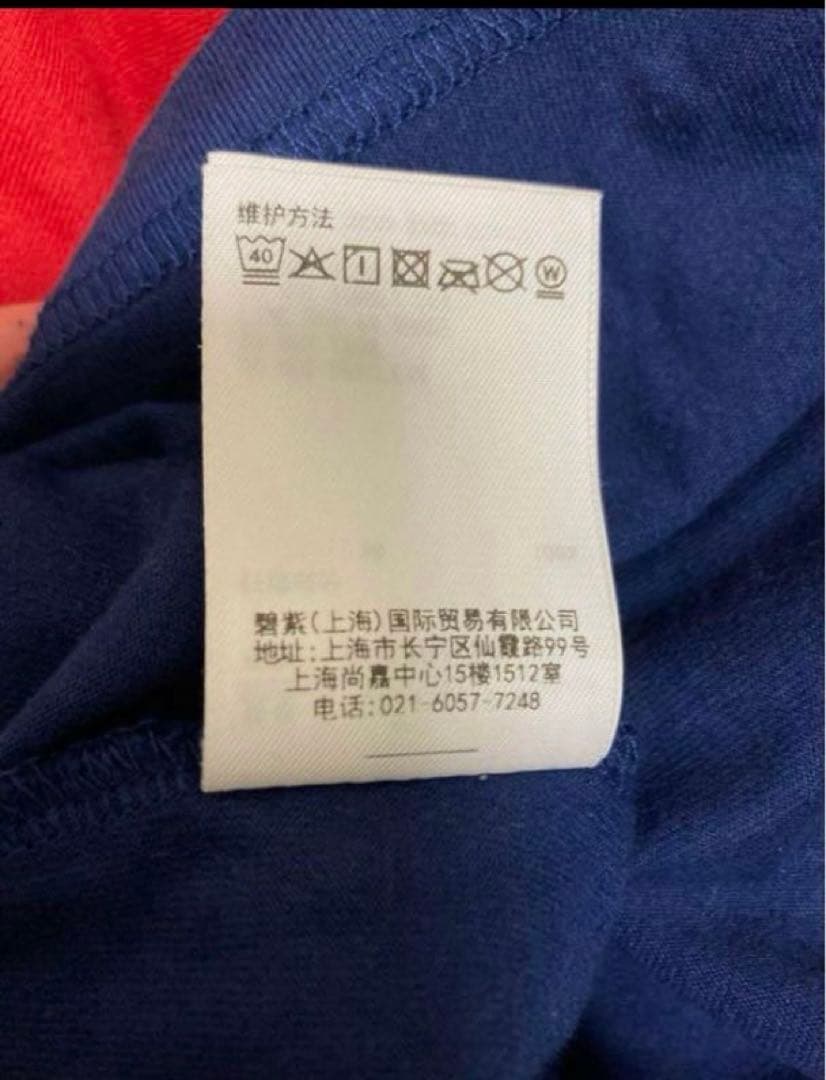 维护方法
40 W
碧紫(上海)国际贸易有限公司
地址:上海市长宁区仙霞路99号
上海尚嘉中心15楼1512室
电话:021-6057-7248